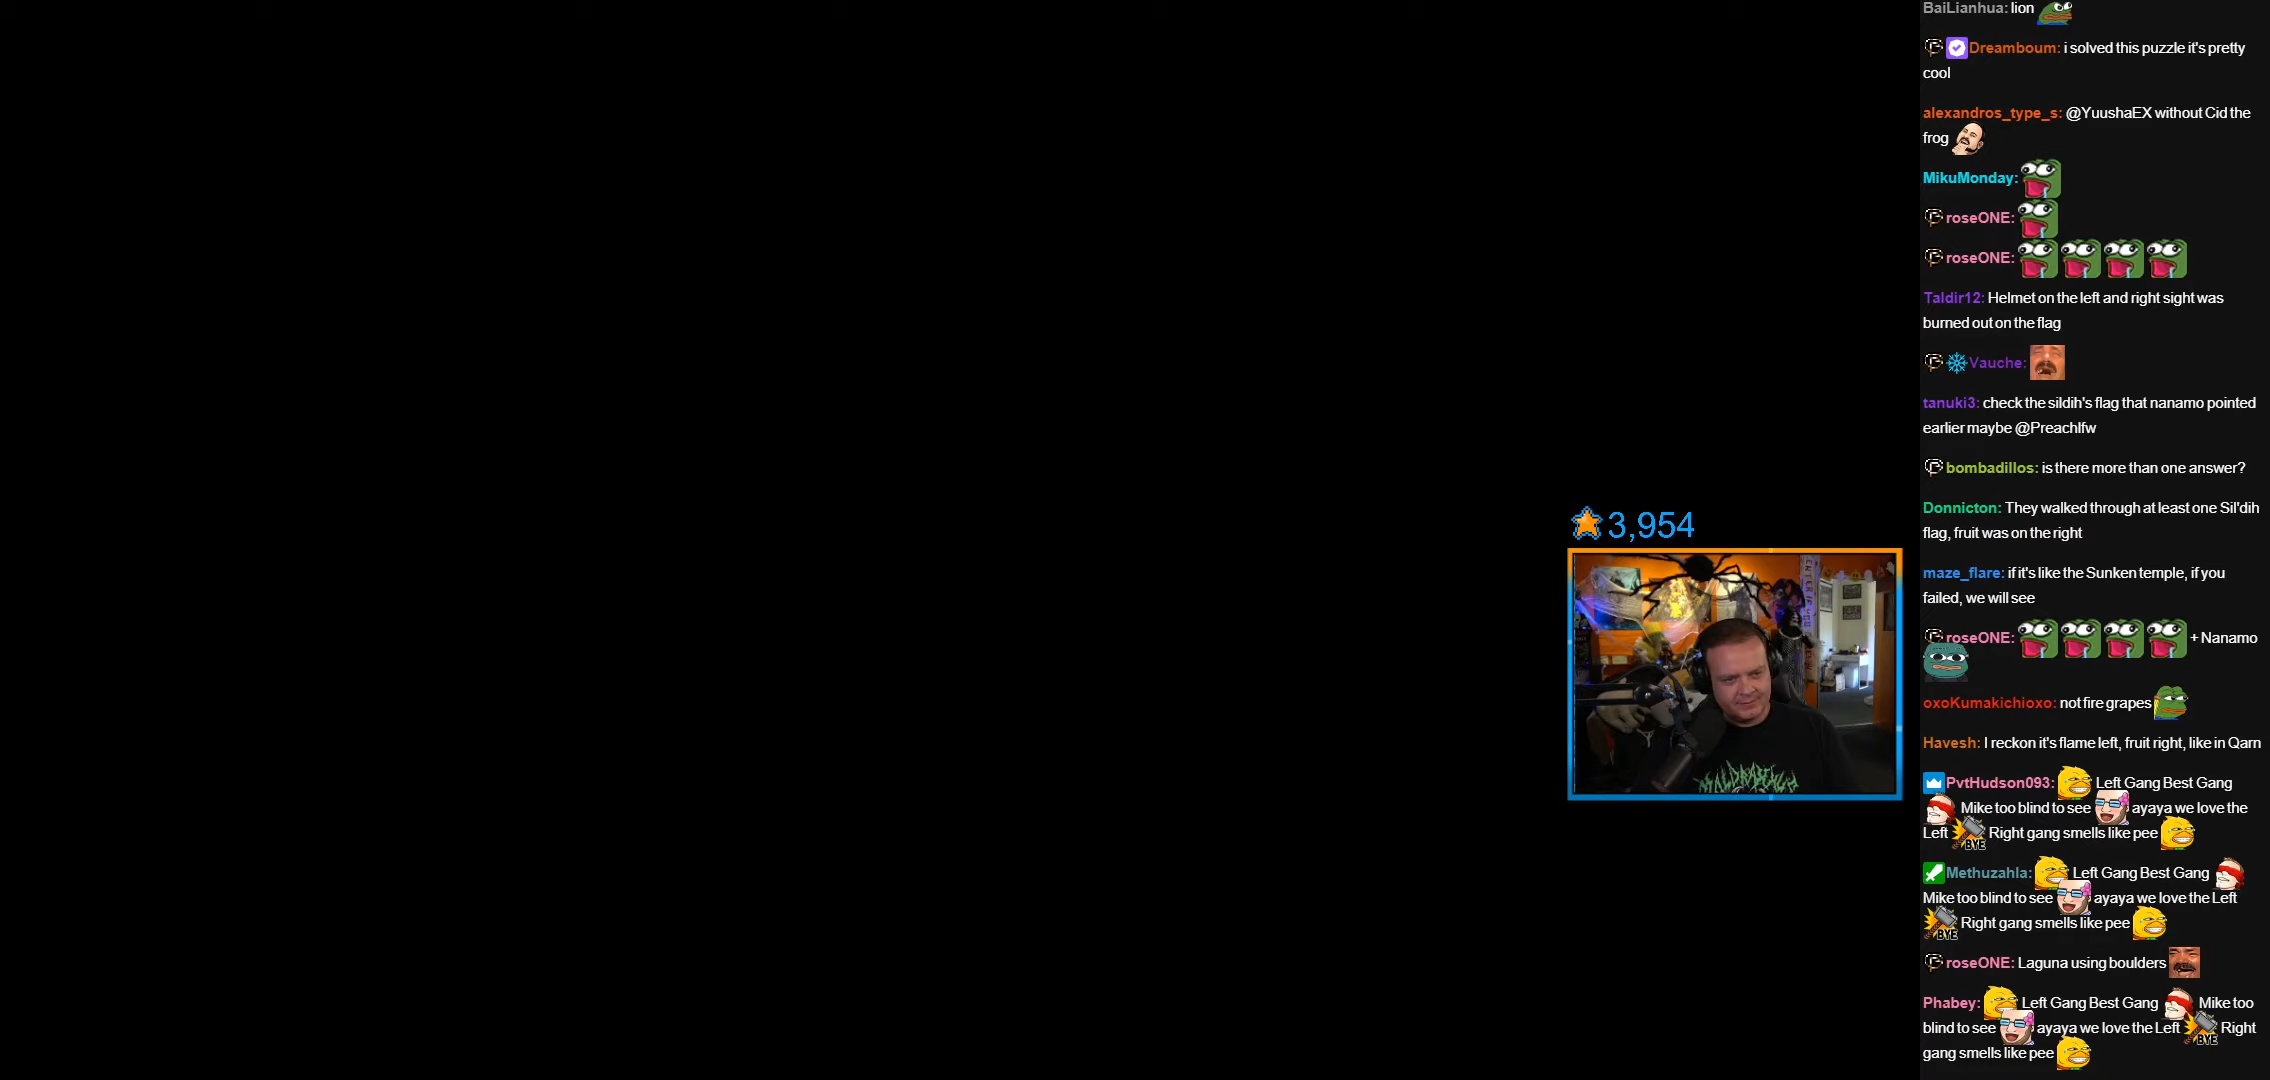 BaiLianhua: lion
Dreamboum: i solved this puzzle it's pretty
cool
alexandros_type_s: @YuushaEX without Cid the
frog
MikuMonday:
roseONE:
roseONE:
Taldir12: Helmet on the left and right sight was
burned out on the flag
Vauche:
tanuki3: check the sildih's flag that nanamo pointed
earlier maybe @Preachlfw
bombadillos: is there more than one answer?
Donnicton: They walked through at least one Sil'dih
flag, fruit was on the right
3,954
maze_flare: if it's like the Sunken temple, if you
failed, we will see
roseONE: + Nanamo
oxoKumakichioxo: not fire grapes
Havesh: I reckon it's flame left, fruit right, like in Qarn
PvtHudson093: Left Gang Best Gang
Mike too blind to see ayaya we love the
Left BYE Right gang smells like pee
Methuzahla: Left Gang Best Gang
Mike too blind to see ayaya we love the Left
BYE Right gang smells like pee
roseONE: Laguna using boulders
Phabey: Left Gang Best Gang Mike too
blind to see ayaya we love the Left BYE Right
gang smells like pee